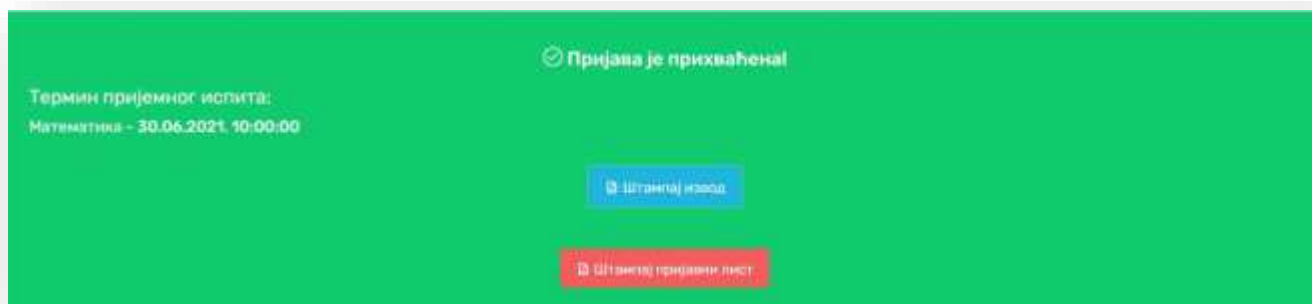 Пријава је прихваћена!
Термин пријемног испита:
Математика - 30.06.2021. 10:00:00
Штампај извод
Штампај пријавни лист